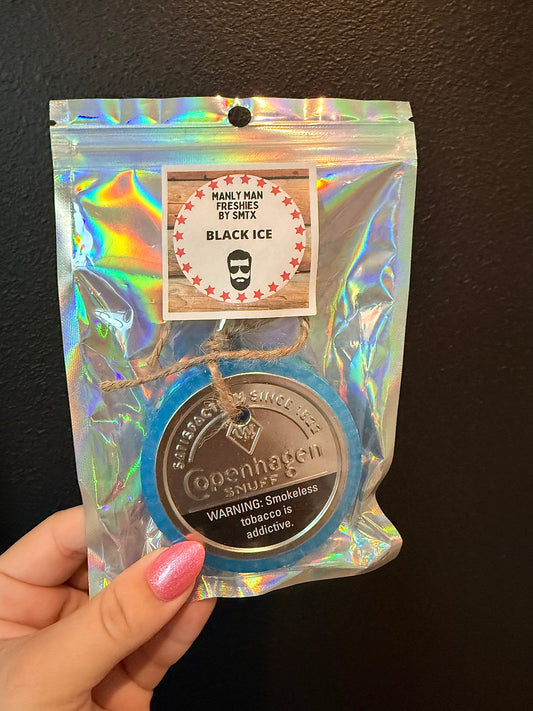 MANLY MAN
FRESHIES
BY SMTX
BLACK ICE
SATISFACTION SINCE 1822
Copenhagen
SNUFF
WARNING: Smokeless
tobacco is
addictive.